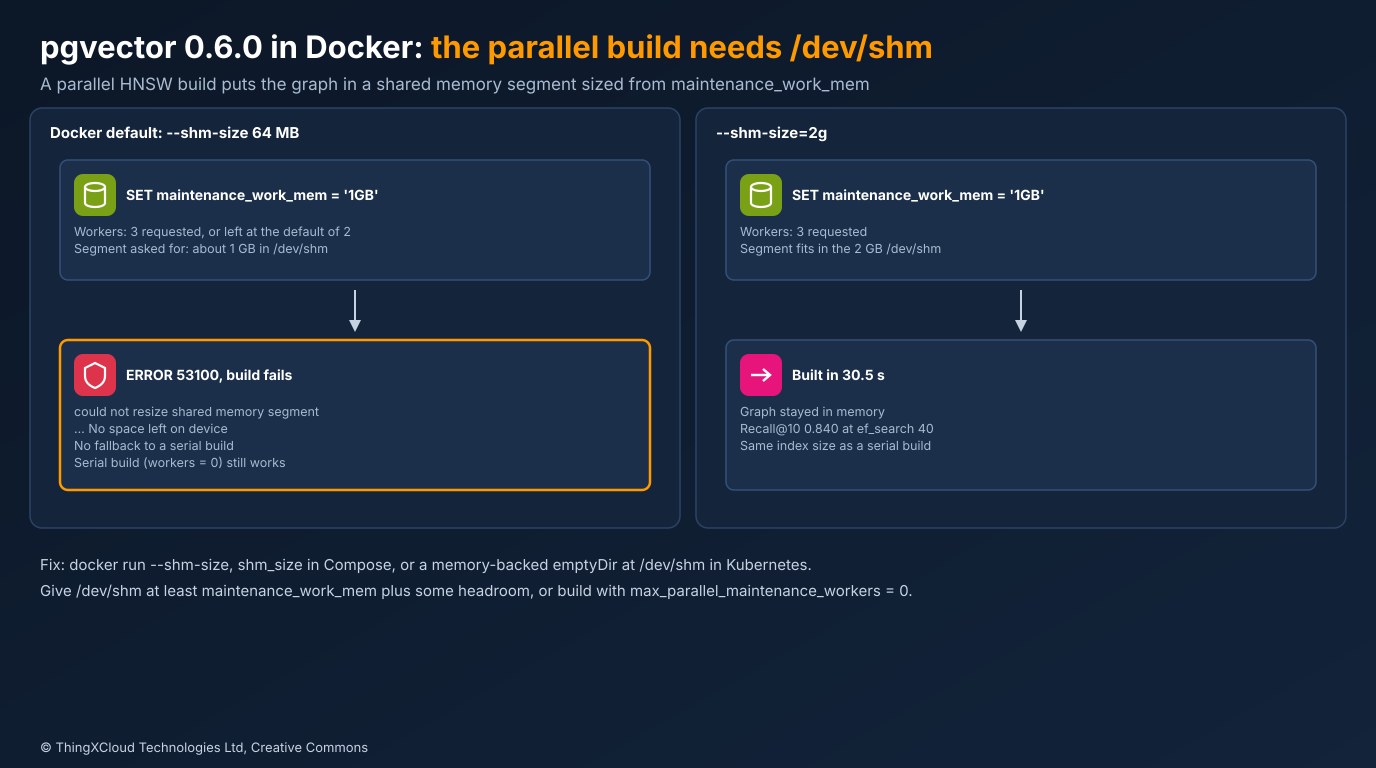 pgvector 0.6.0 in Docker: the parallel build needs /dev/shm
A parallel HNSW build puts the graph in a shared memory segment sized from maintenance_work_mem
Docker default: --shm-size 64 MB
SET maintenance_work_mem = '1GB'
Workers: 3 requested, or left at the default of 2
Segment asked for: about 1 GB in /dev/shm
ERROR 53100, build fails
could not resize shared memory segment
... No space left on device
No fallback to a serial build
Serial build (workers = 0) still works
--shm-size=2g
SET maintenance_work_mem = '1GB'
Workers: 3 requested
Segment fits in the 2 GB /dev/shm
Built in 30.5 s
Graph stayed in memory
Recall@10 0.840 at ef_search 40
Same index size as a serial build
Fix: docker run --shm-size, shm_size in Compose, or a memory-backed emptyDir at /dev/shm in Kubernetes.
Give /dev/shm at least maintenance_work_mem plus some headroom, or build with max_parallel_maintenance_workers = 0.
© ThingXCloud Technologies Ltd, Creative Commons